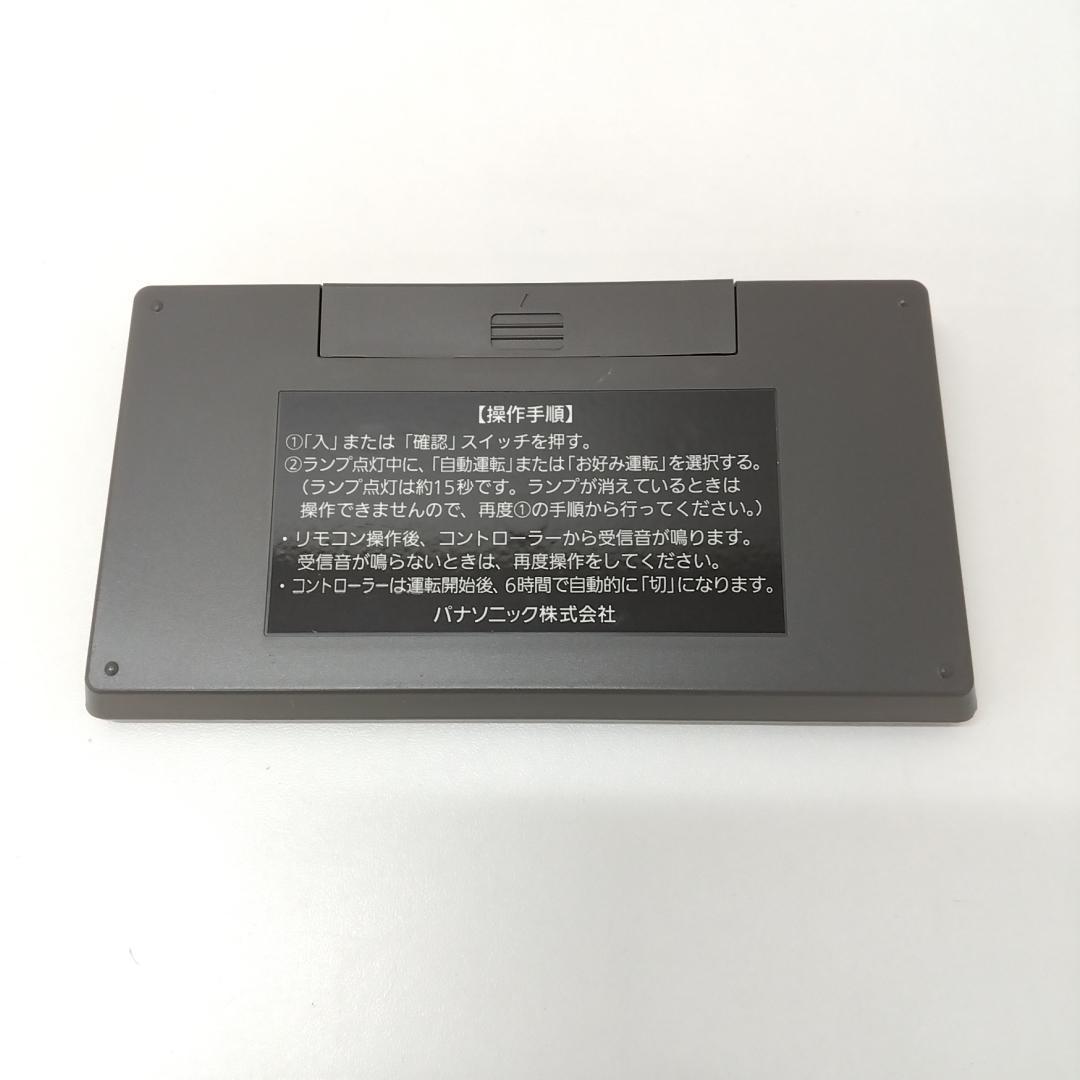 【操作手順】
①「入」または「確認」スイッチを押す。
②ランプ点灯中に、「自動運転」または「お好み運転」を選択する。
（ランプ点灯は約15秒です。ランプが消えているときは
操作できませんので、再度①の手順から行ってください。）
・リモコン操作後、コントローラーから受信音が鳴ります。
受信音が鳴らないときは、再度操作をしてください。
・コントローラーは運転開始後、6時間で自動的に「切」になります。
パナソニック株式会社